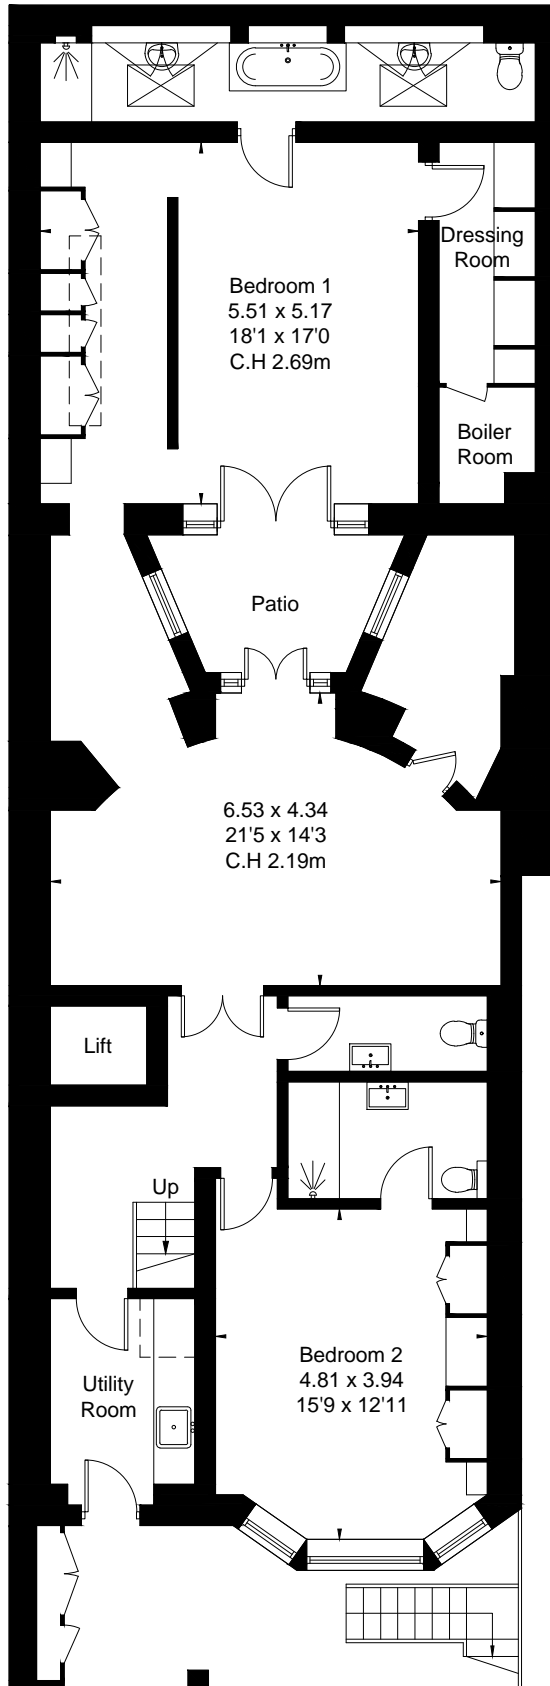 Bedroom 1
5.51 x 5.17
18'1 x 17'0
C.H 2.69m
Dressing
Room
Boiler
Room
Patio
6.53 x 4.34
21'5 x 14'3
C.H 2.19m
Lift
Up
Bedroom 2
4.81 x 3.94
15'9 x 12'11
Utility
Room